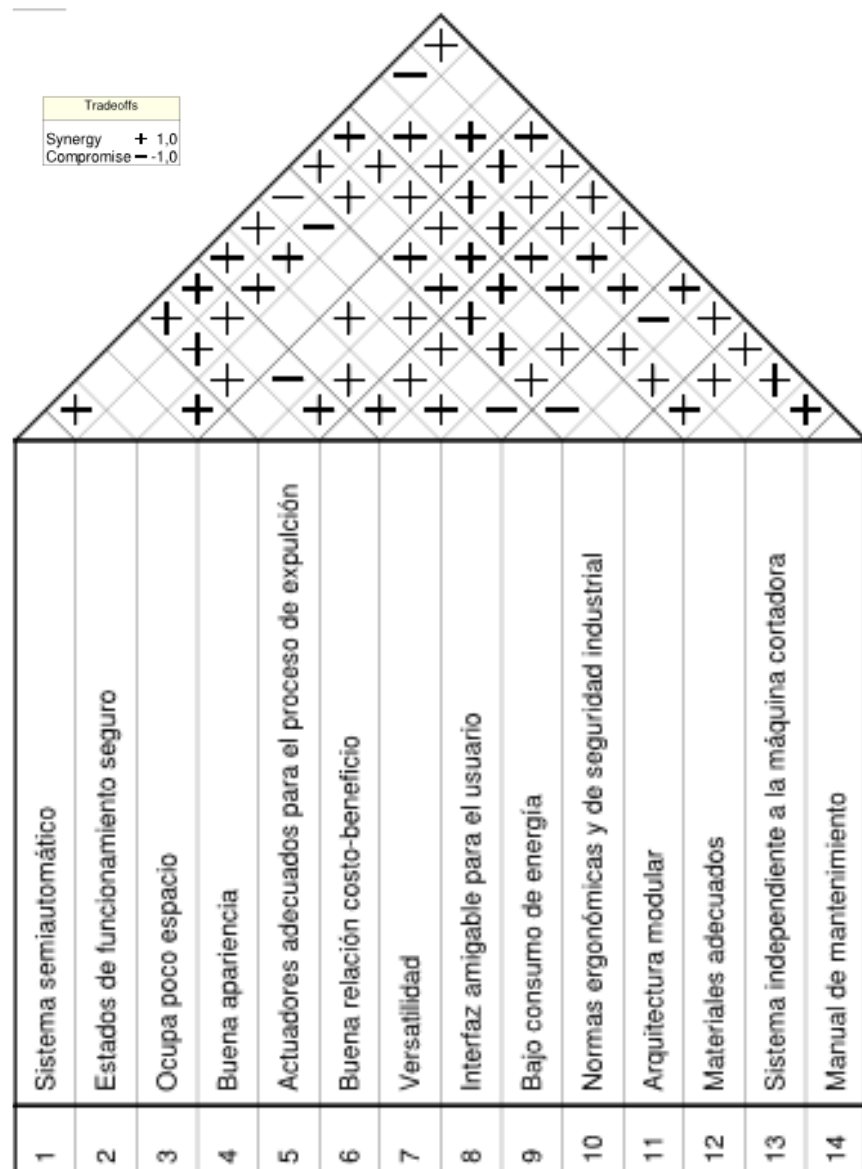 Tradeoffs
Synergy + 1,0
Compromise − -1,0
1 Sistema semiautomático
2 Estados de funcionamiento seguro
3 Ocupa poco espacio
4 Buena apariencia
5 Actuadores adecuados para el proceso de expulción
6 Buena relación costo-beneficio
7 Versatilidad
8 Interfaz amigable para el usuario
9 Bajo consumo de energía
10 Normas ergonómicas y de seguridad industrial
11 Arquitectura modular
12 Materiales adecuados
13 Sistema independiente a la máquina cortadora
14 Manual de mantenimiento